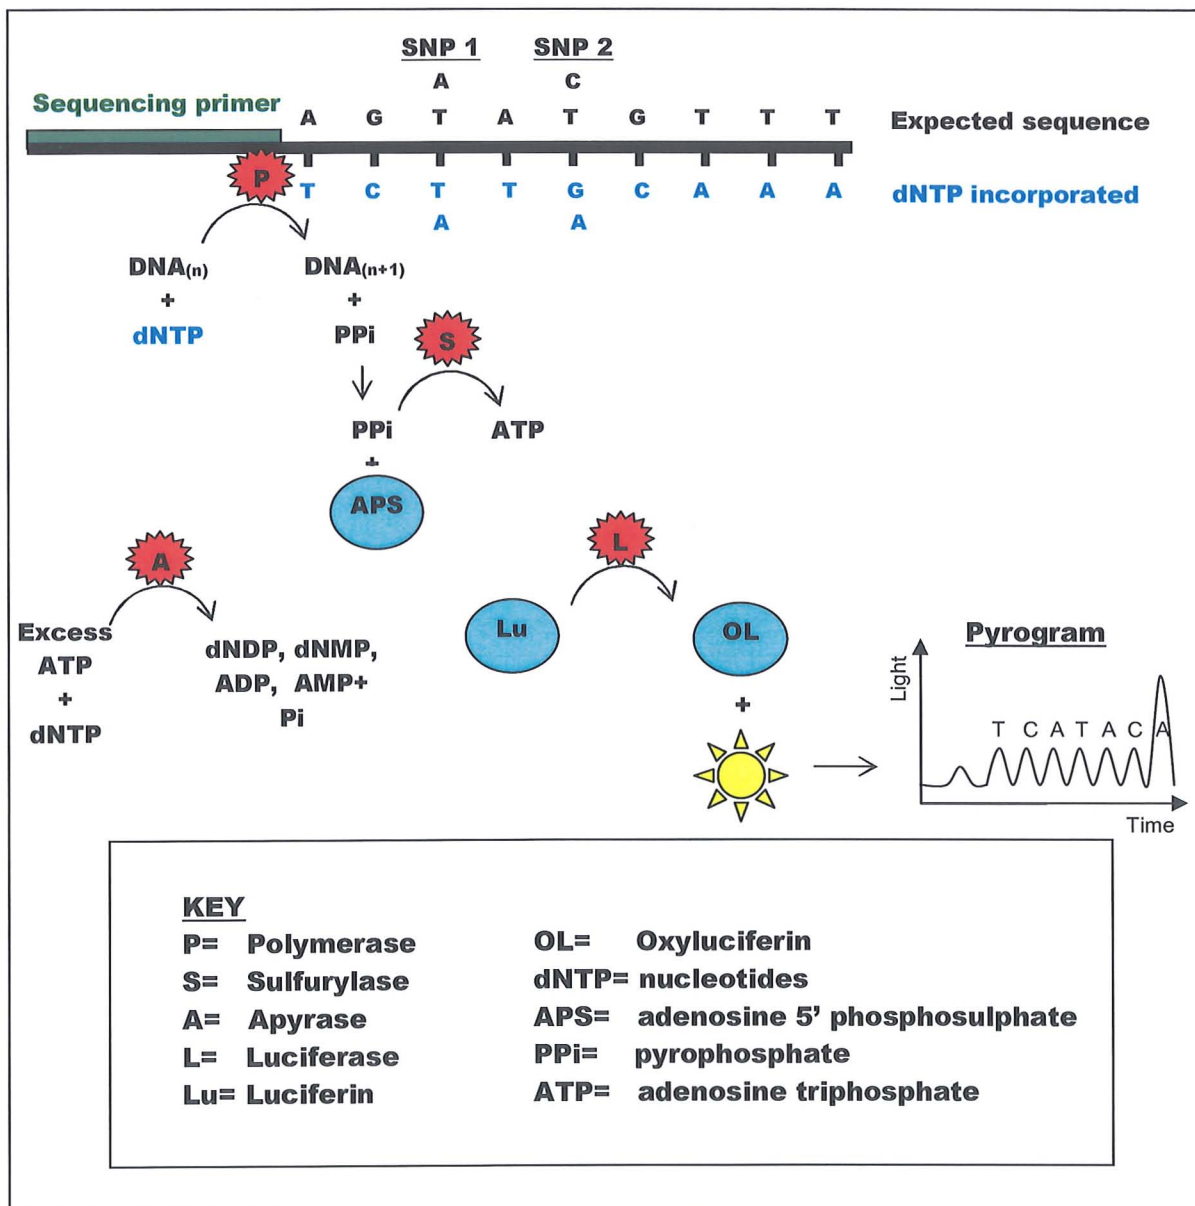 SNP 1 SNP 2
A C
Sequencing primer
A G T A T G T T T Expected sequence
P
T C T T G C A A A dNTP incorporated
A A
DNA(n) DNA(n+1)
+ +
dNTP PPi
S
PPi ATP
+
APS
A
L
Excess
ATP
+
dNTP
dNDP, dNMP,
ADP, AMP+
Pi
Lu
OL
+
Pyrogram
Light
T C A T A C A
Time
KEY
P= Polymerase
S= Sulfurylase
A= Apyrase
L= Luciferase
Lu= Luciferin
OL= Oxyluciferin
dNTP= nucleotides
APS= adenosine 5’ phosphosulphate
PPi= pyrophosphate
ATP= adenosine triphosphate